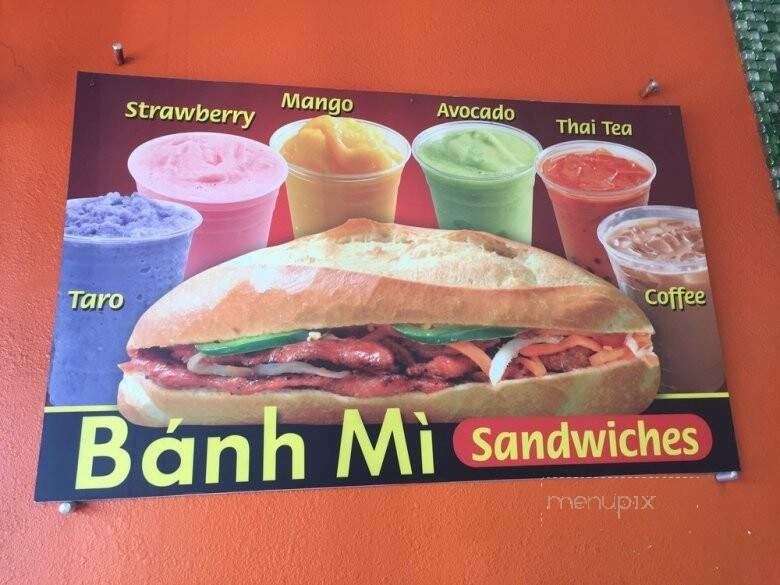 Strawberry
Mango
Avocado
Thai Tea
Taro
Coffee
Bánh Mì Sandwiches
menupix